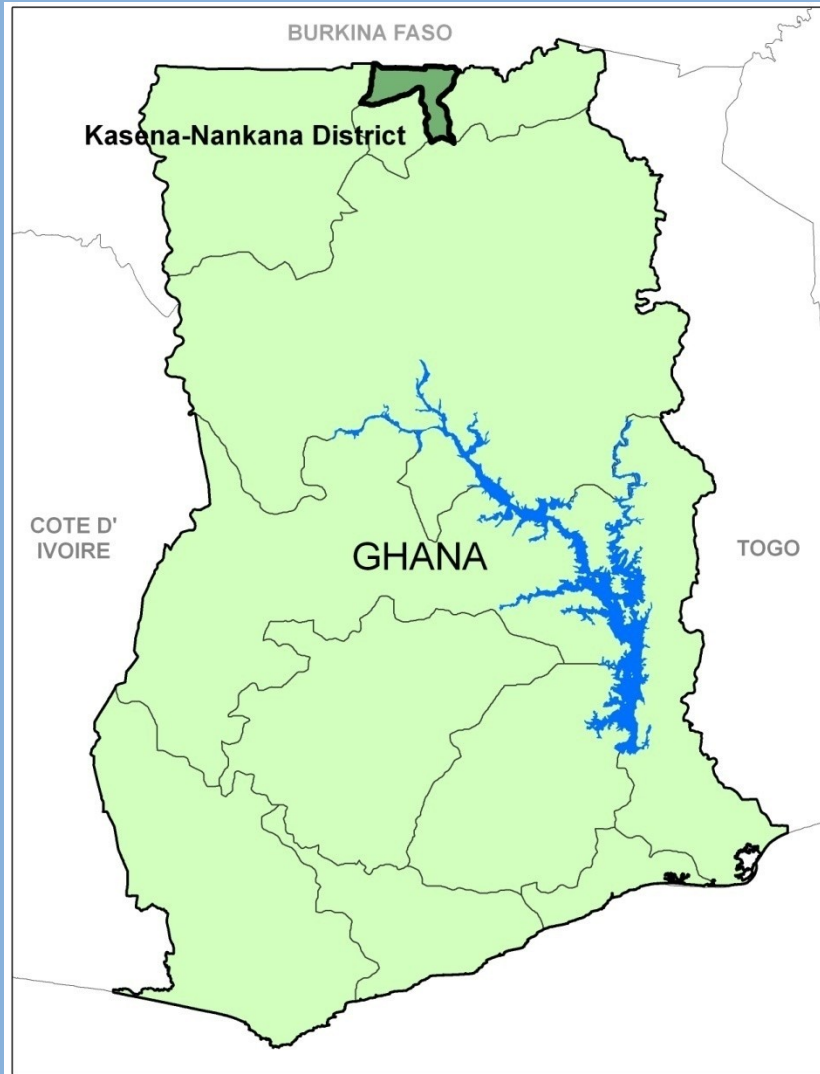 BURKINA FASO
Kasena-Nankana District
COTE D'
IVOIRE
GHANA
TOGO